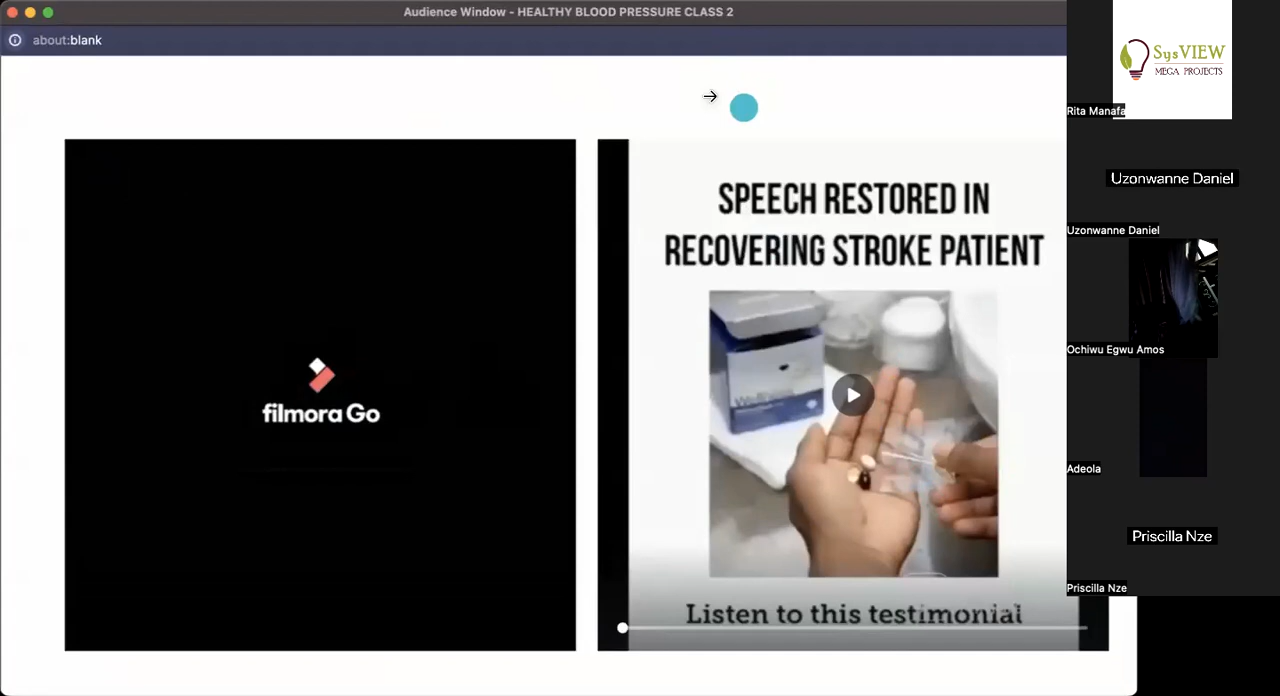 Audience Window - HEALTHY BLOOD PRESSURE CLASS 2
about:blank
filmora Go
SPEECH RESTORED IN
RECOVERING STROKE PATIENT
Listen to this testimonial
SysVIEW
MEGA PROJECTS
Rita Manafa
Uzonwanne Daniel
Uzonwanne Daniel
Ochiwu Egwu Amos
Adeola
Priscilla Nze
Priscilla Nze